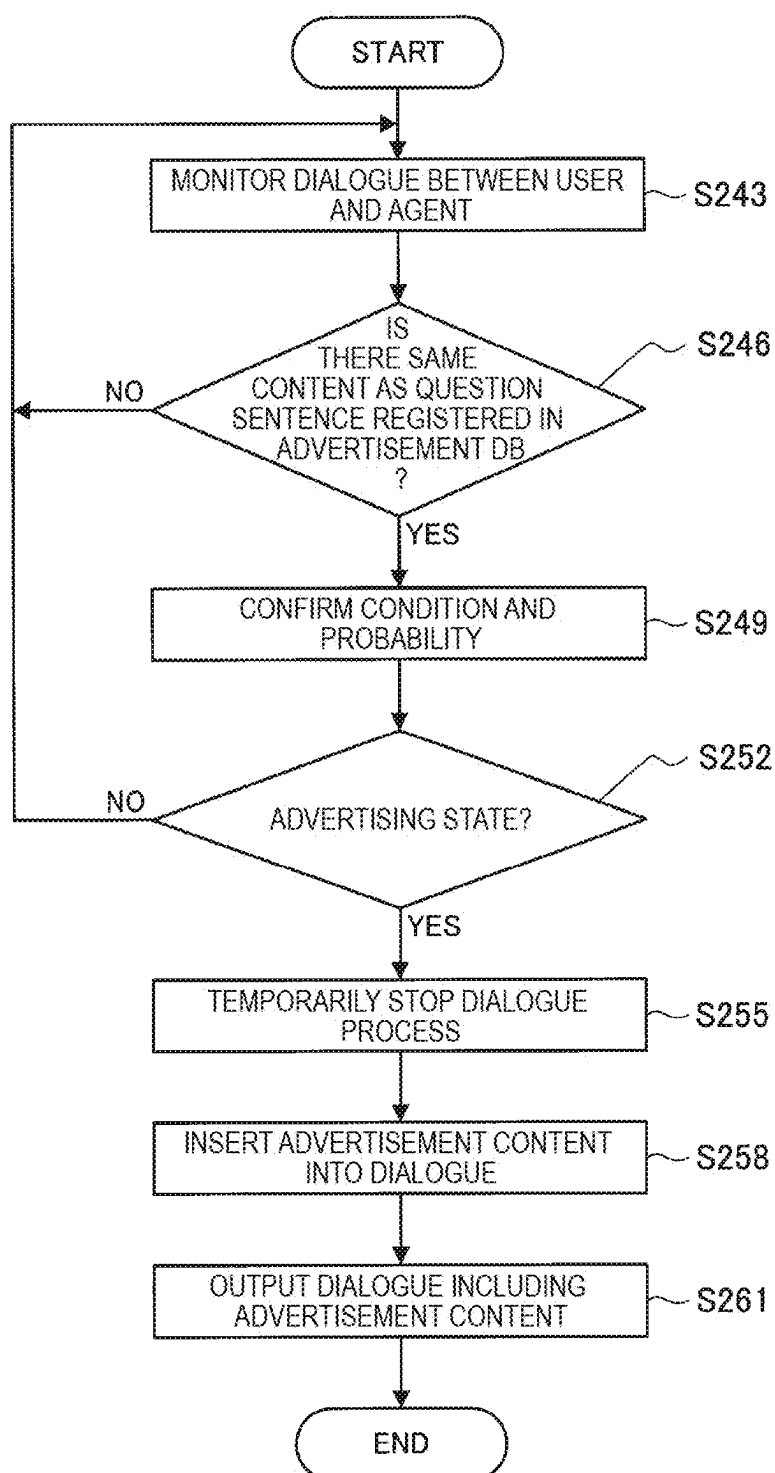 START
MONITOR DIALOGUE BETWEEN USER
AND AGENT
S243
IS
THERE SAME
CONTENT AS QUESTION
SENTENCE REGISTERED IN
ADVERTISEMENT DB
?
S246
NO
YES
CONFIRM CONDITION AND
PROBABILITY
S249
ADVERTISING STATE?
S252
NO
YES
TEMPORARILY STOP DIALOGUE
PROCESS
S255
INSERT ADVERTISEMENT CONTENT
INTO DIALOGUE
S258
OUTPUT DIALOGUE INCLUDING
ADVERTISEMENT CONTENT
S261
END